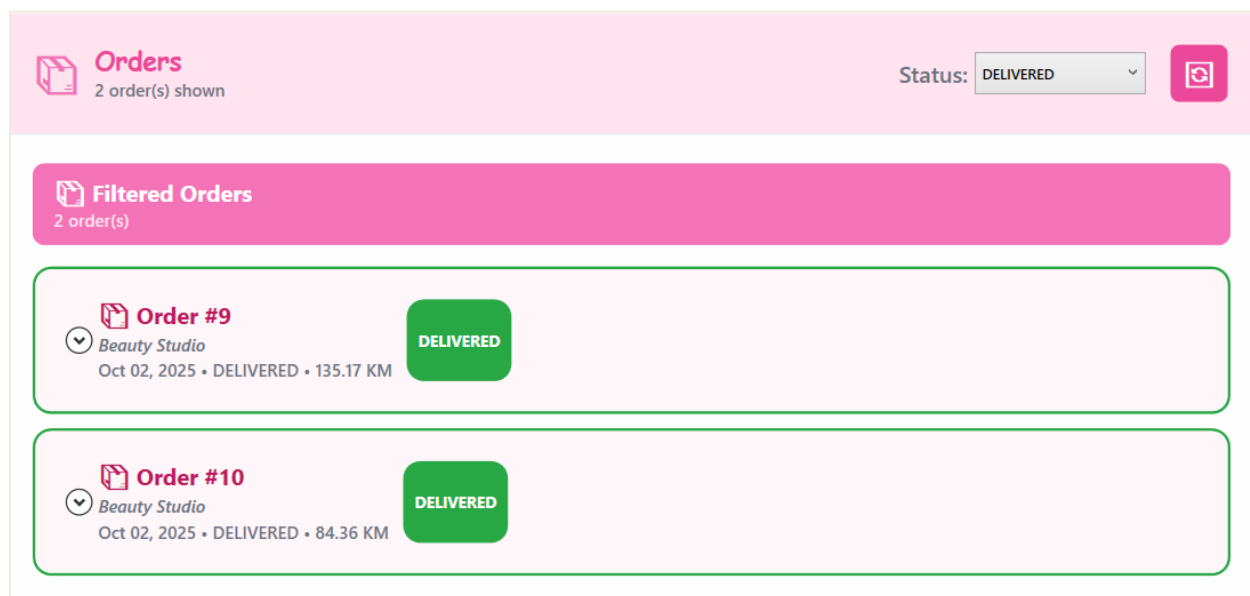 Orders
2 order(s) shown
Status: DELIVERED
Filtered Orders
2 order(s)
Order #9
Beauty Studio
Oct 02, 2025 • DELIVERED • 135.17 KM
DELIVERED
Order #10
Beauty Studio
Oct 02, 2025 • DELIVERED • 84.36 KM
DELIVERED